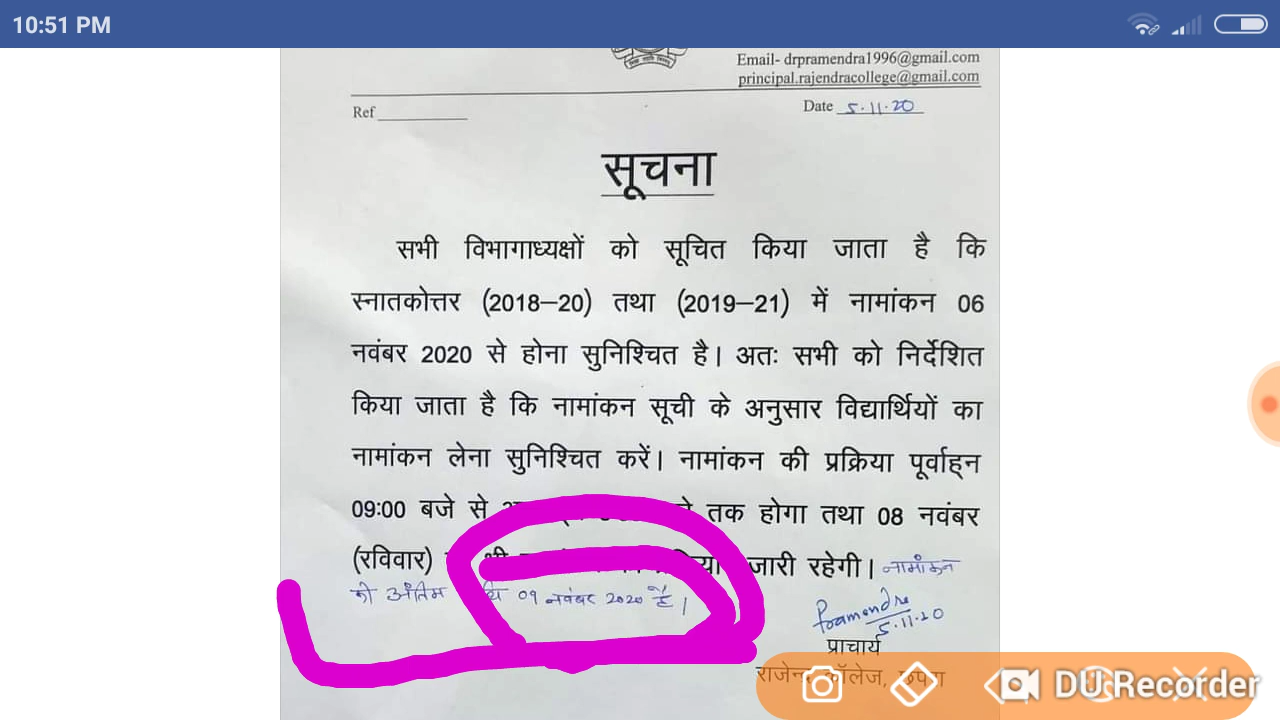 10:51 PM
Email- drpramendra1996@gmail.com
principal.rajendracollege@gmail.com
Ref
Date 5.11.20
सूचना
सभी विभागाध्यक्षों को सूचित किया जाता है कि
स्नातकोत्तर (2018–20) तथा (2019–21) में नामांकन 06
नवंबर 2020 से होना सुनिश्चित है। अतः सभी को निर्देशित
किया जाता है कि नामांकन सूची के अनुसार विद्यार्थियों का
नामांकन लेना सुनिश्चित करें। नामांकन की प्रक्रिया पूर्वाह्न
09:00 बजे से तक होगा तथा 08 नवंबर
(रविवार) जारी रहेगी। नामांकन
की अंतिम 09 नवंबर 2020 है।
Pramendra
5.11.20
प्राचार्य
राजेन्द्र कॉलेज, छपरा
DU Recorder